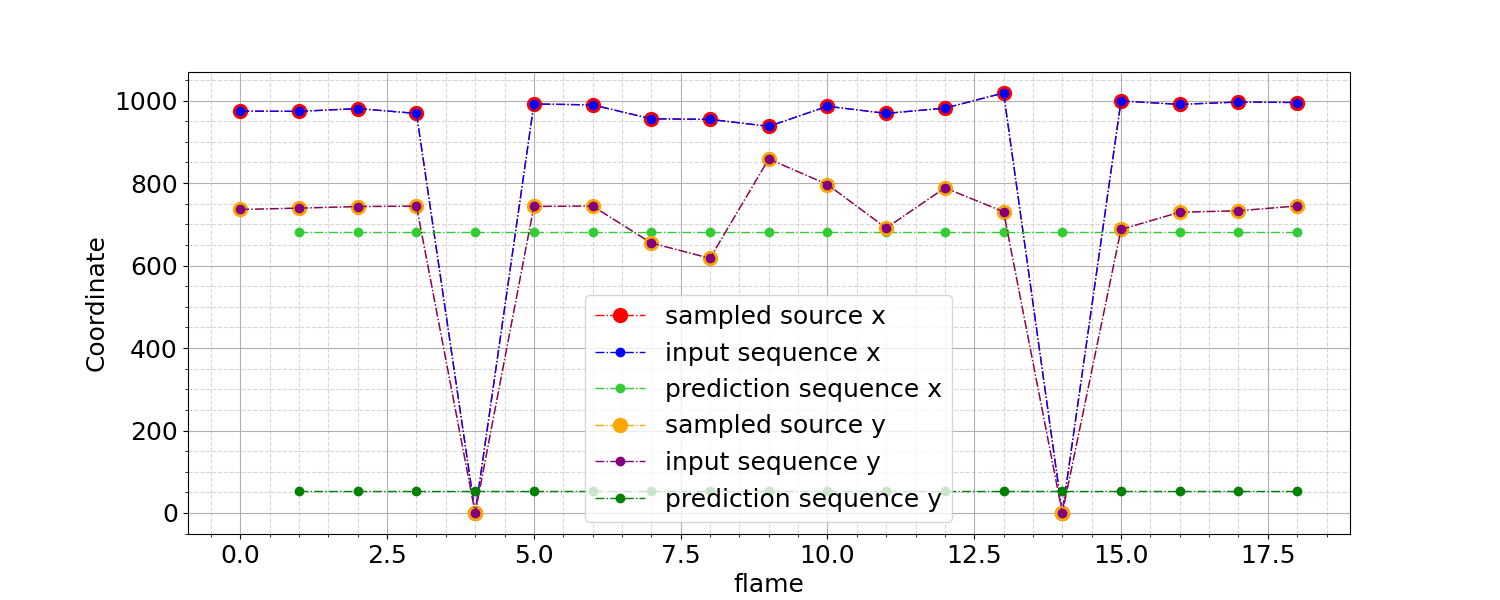 1000
800
600
400
200
0
Coordinate
sampled source x
input sequence x
prediction sequence x
sampled source y
input sequence y
prediction sequence y
0.0 2.5 5.0 7.5 10.0 12.5 15.0 17.5
flame